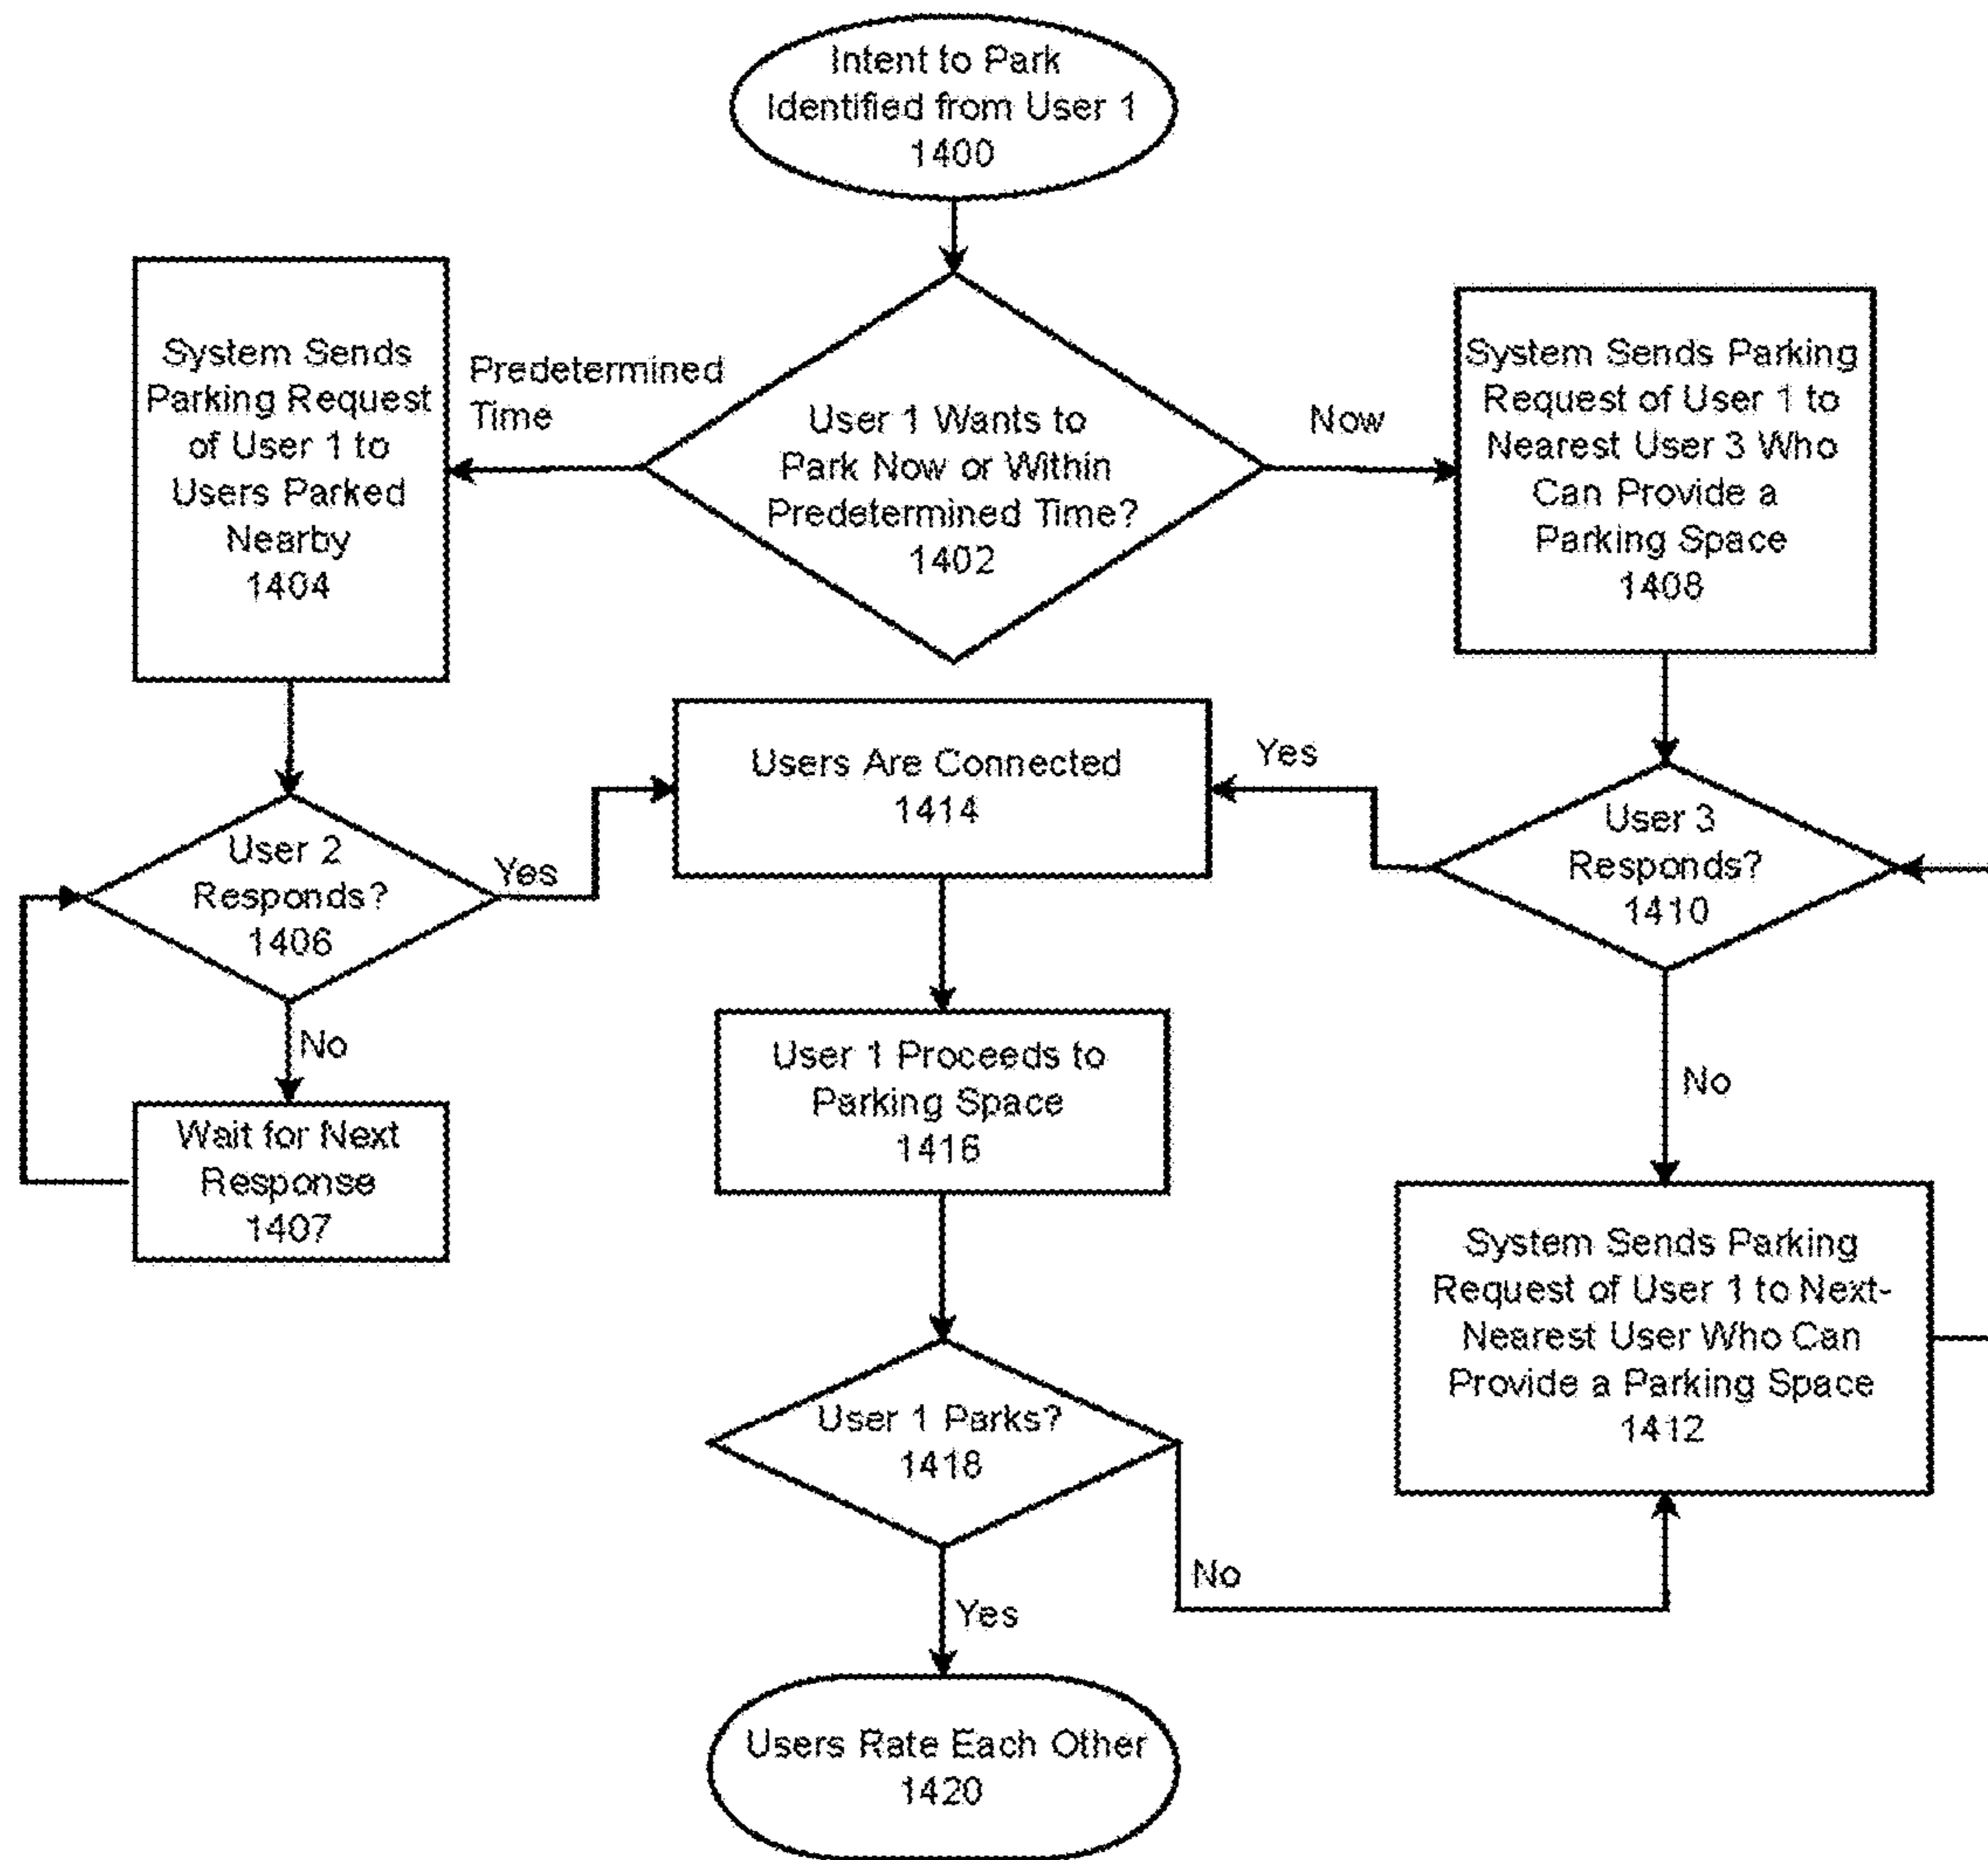 Intent to Park
Identified from User 1
1400
System Sends
Parking Request
of User 1 to
Users Parked
Nearby
1404
Predetermined
Time
User 1 Wants to
Park Now or Within
Predetermined Time?
1402
Now
System Sends Parking
Request of User 1 to
Nearest User 3 Who
Can Provide a
Parking Space
1408
Users Are Connected
1414
Yes
User 3
Responds?
1410
User 2
Responds?
1406
Yes
No
Wait for Next
Response
1407
User 1 Proceeds to
Parking Space
1416
No
System Sends Parking
Request of User 1 to Next-
Nearest User Who Can
Provide a Parking Space
1412
User 1 Parks?
1418
No
Yes
Users Rate Each Other
1420